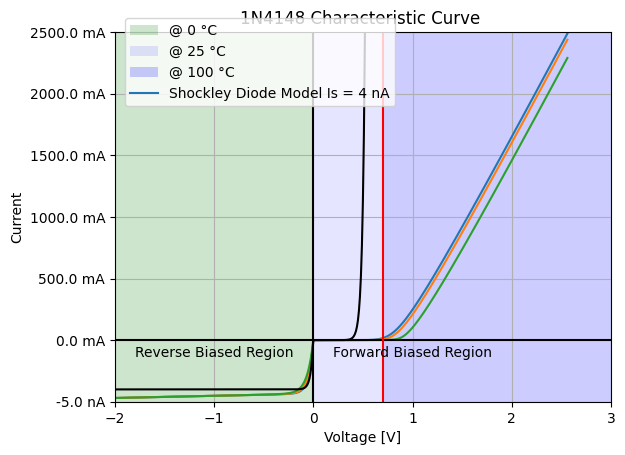 1N4148 Characteristic Curve
@ 0 °C
@ 25 °C
@ 100 °C
Shockley Diode Model Is = 4 nA
2500.0 mA
2000.0 mA
1500.0 mA
1000.0 mA
500.0 mA
0.0 mA
-5.0 nA
Current
Reverse Biased Region
Forward Biased Region
−2
−1
0
1
2
3
Voltage [V]